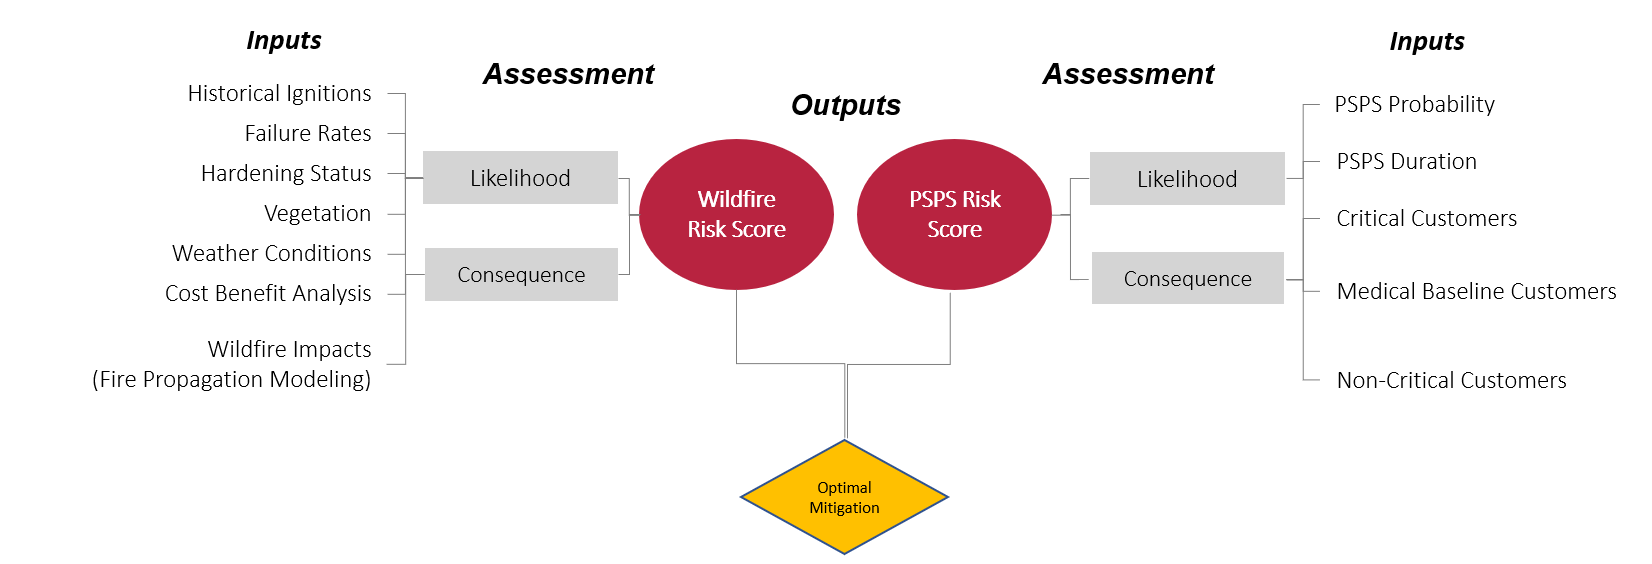 Inputs
Historical Ignitions
Failure Rates
Hardening Status
Vegetation
Weather Conditions
Cost Benefit Analysis
Wildfire Impacts
(Fire Propagation Modeling)
Assessment
Likelihood
Consequence
Outputs
Wildfire
Risk Score
PSPS Risk
Score
Optimal
Mitigation
Assessment
Likelihood
Consequence
Inputs
PSPS Probability
PSPS Duration
Critical Customers
Medical Baseline Customers
Non-Critical Customers